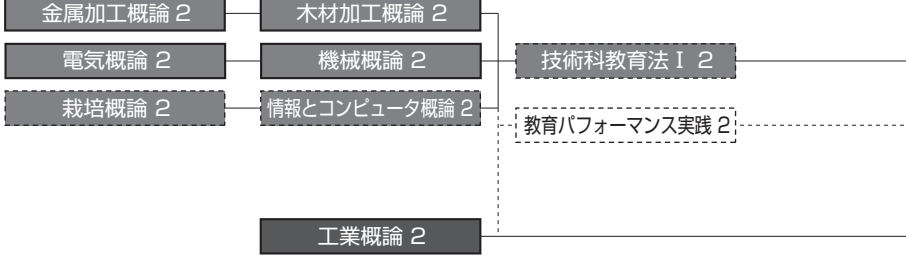 金属加工概論 2
木材加工概論 2
電気概論 2
機械概論 2
技術科教育法Ⅰ 2
栽培概論 2
情報とコンピュータ概論 2
教育パフォーマンス実践 2
工業概論 2